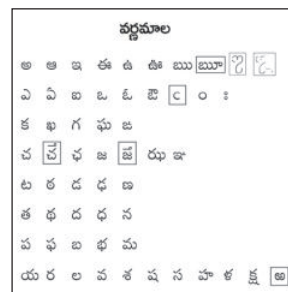 వర్ణమాల
అ ఆ ఇ ఈ ఉ ఊ ఋ ౠ ఌ ౡ
ఎ ఏ ఐ ఒ ఓ ఔ ఁ ం ః
క ఖ గ ఘ ఙ
చ ౘ ఛ జ ౙ ఝ ఞ
ట ఠ డ ఢ ణ
త థ ద ధ న
ప ఫ బ భ మ
య ర ల వ శ ష స హ ళ క్ష ఱ